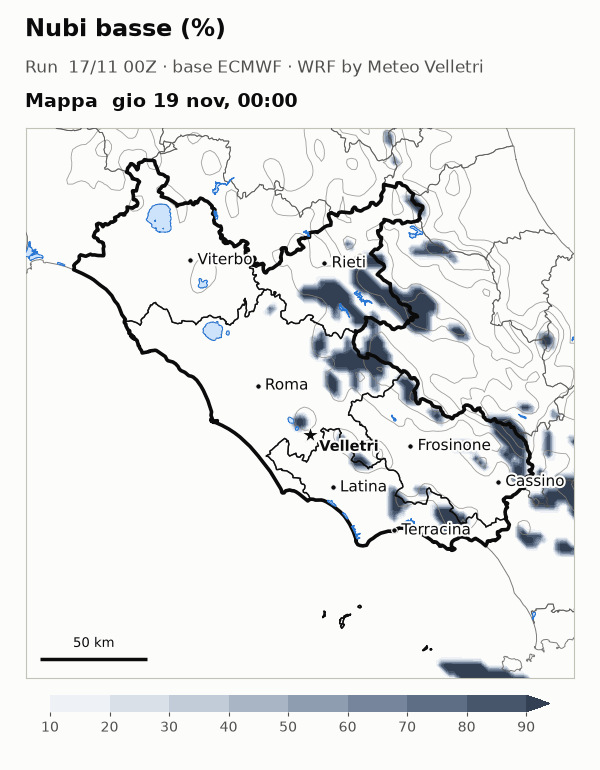 Nubi basse (%)
Run 17/11 00Z · base ECMWF · WRF by Meteo Velletri
Mappa gio 19 nov, 00:00
Viterbo
Rieti
Roma
Velletri
Frosinone
Latina
Cassino
Terracina
50 km
10 20 30 40 50 60 70 80 90